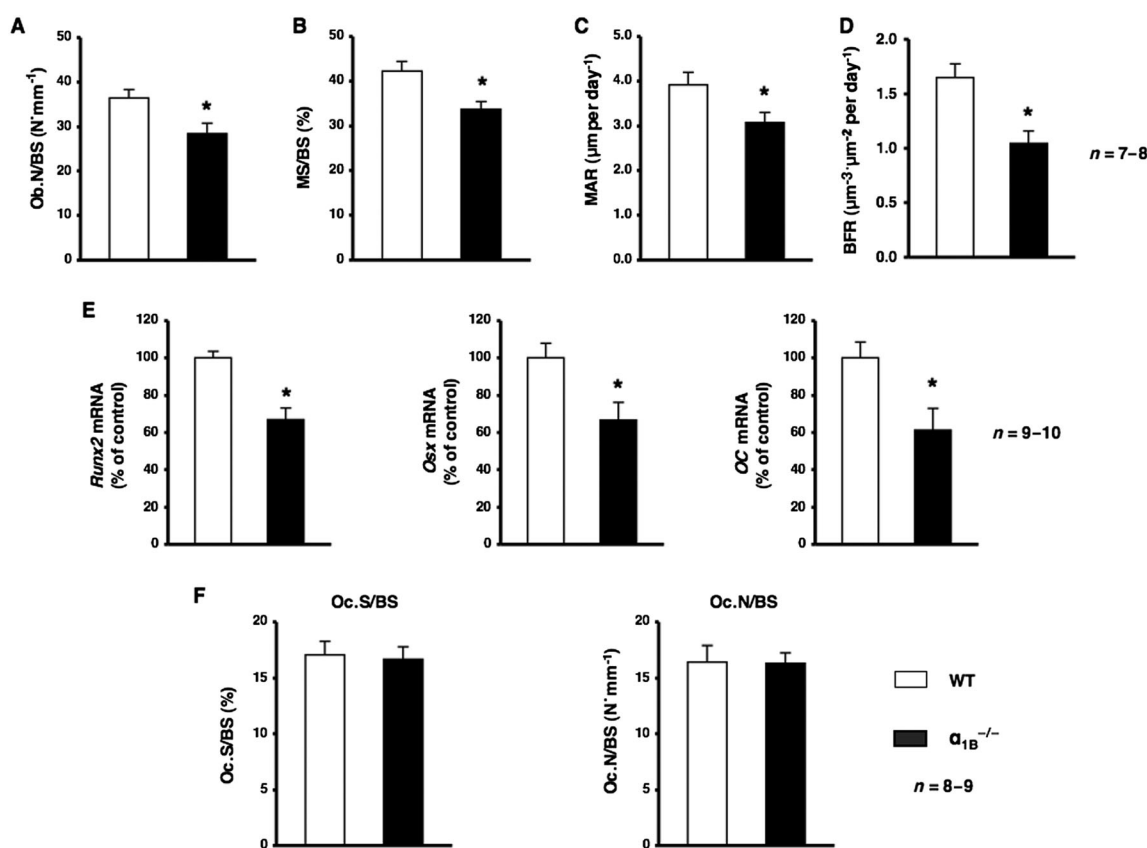 A
Ob.N/BS (N·mm⁻¹)
50
40
30
20
10
0
*
B
MS/BS (%)
50
40
30
20
10
0
*
C
MAR (μm per day⁻¹)
5.0
4.0
3.0
2.0
1.0
0.0
*
D
BFR (μm⁻³·μm⁻² per day⁻¹)
2.0
1.5
1.0
0.5
0.0
*
n = 7–8
E
Runx2 mRNA
(% of control)
120
100
80
60
40
20
0
*
Osx mRNA
(% of control)
120
100
80
60
40
20
0
*
OC mRNA
(% of control)
120
100
80
60
40
20
0
*
n = 9–10
F
Oc.S/BS
Oc.S/BS (%)
20
15
10
5
0
Oc.N/BS
Oc.N/BS (N·mm⁻¹)
20
15
10
5
0
WT
α1B⁻/⁻
n = 8–9